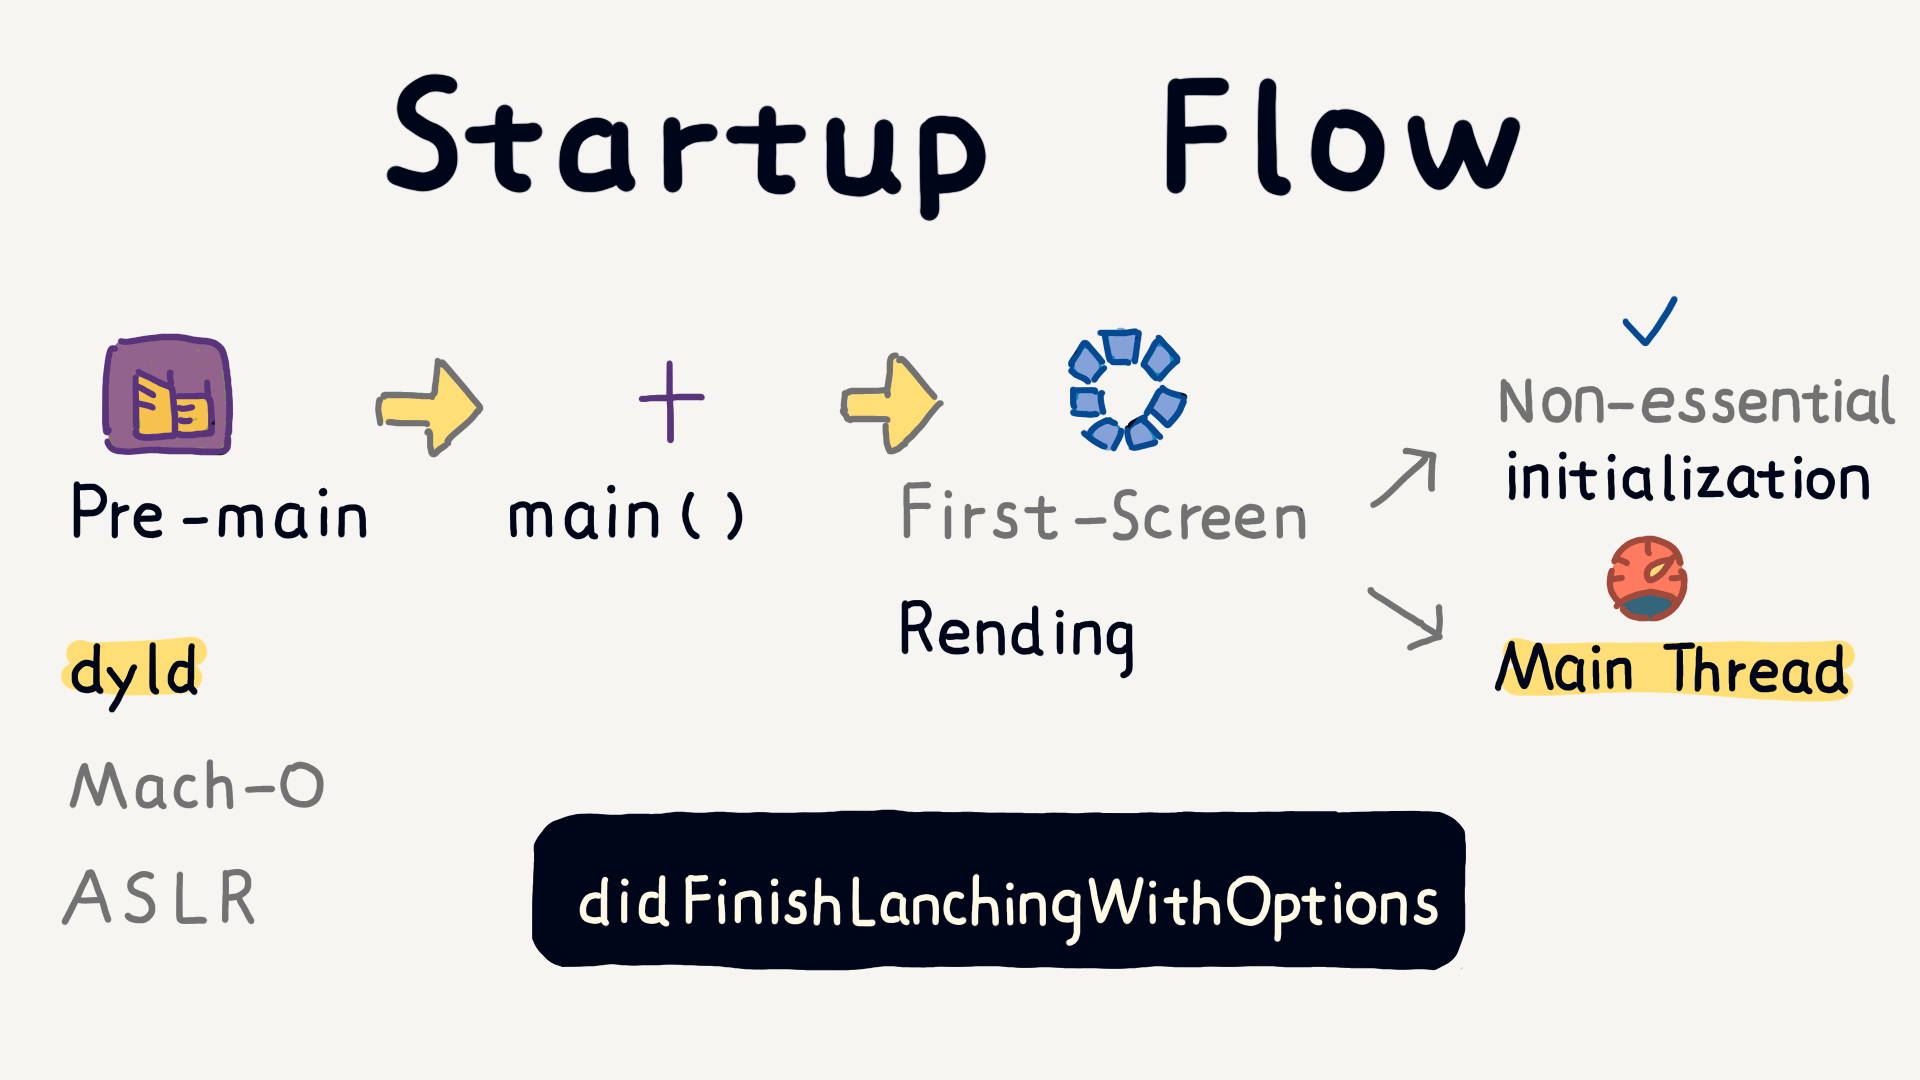 Startup Flow
Pre-main
main()
First-Screen
Rending
Non-essential
initialization
Main Thread
dyld
Mach-O
ASLR
didFinishLanchingWithOptions